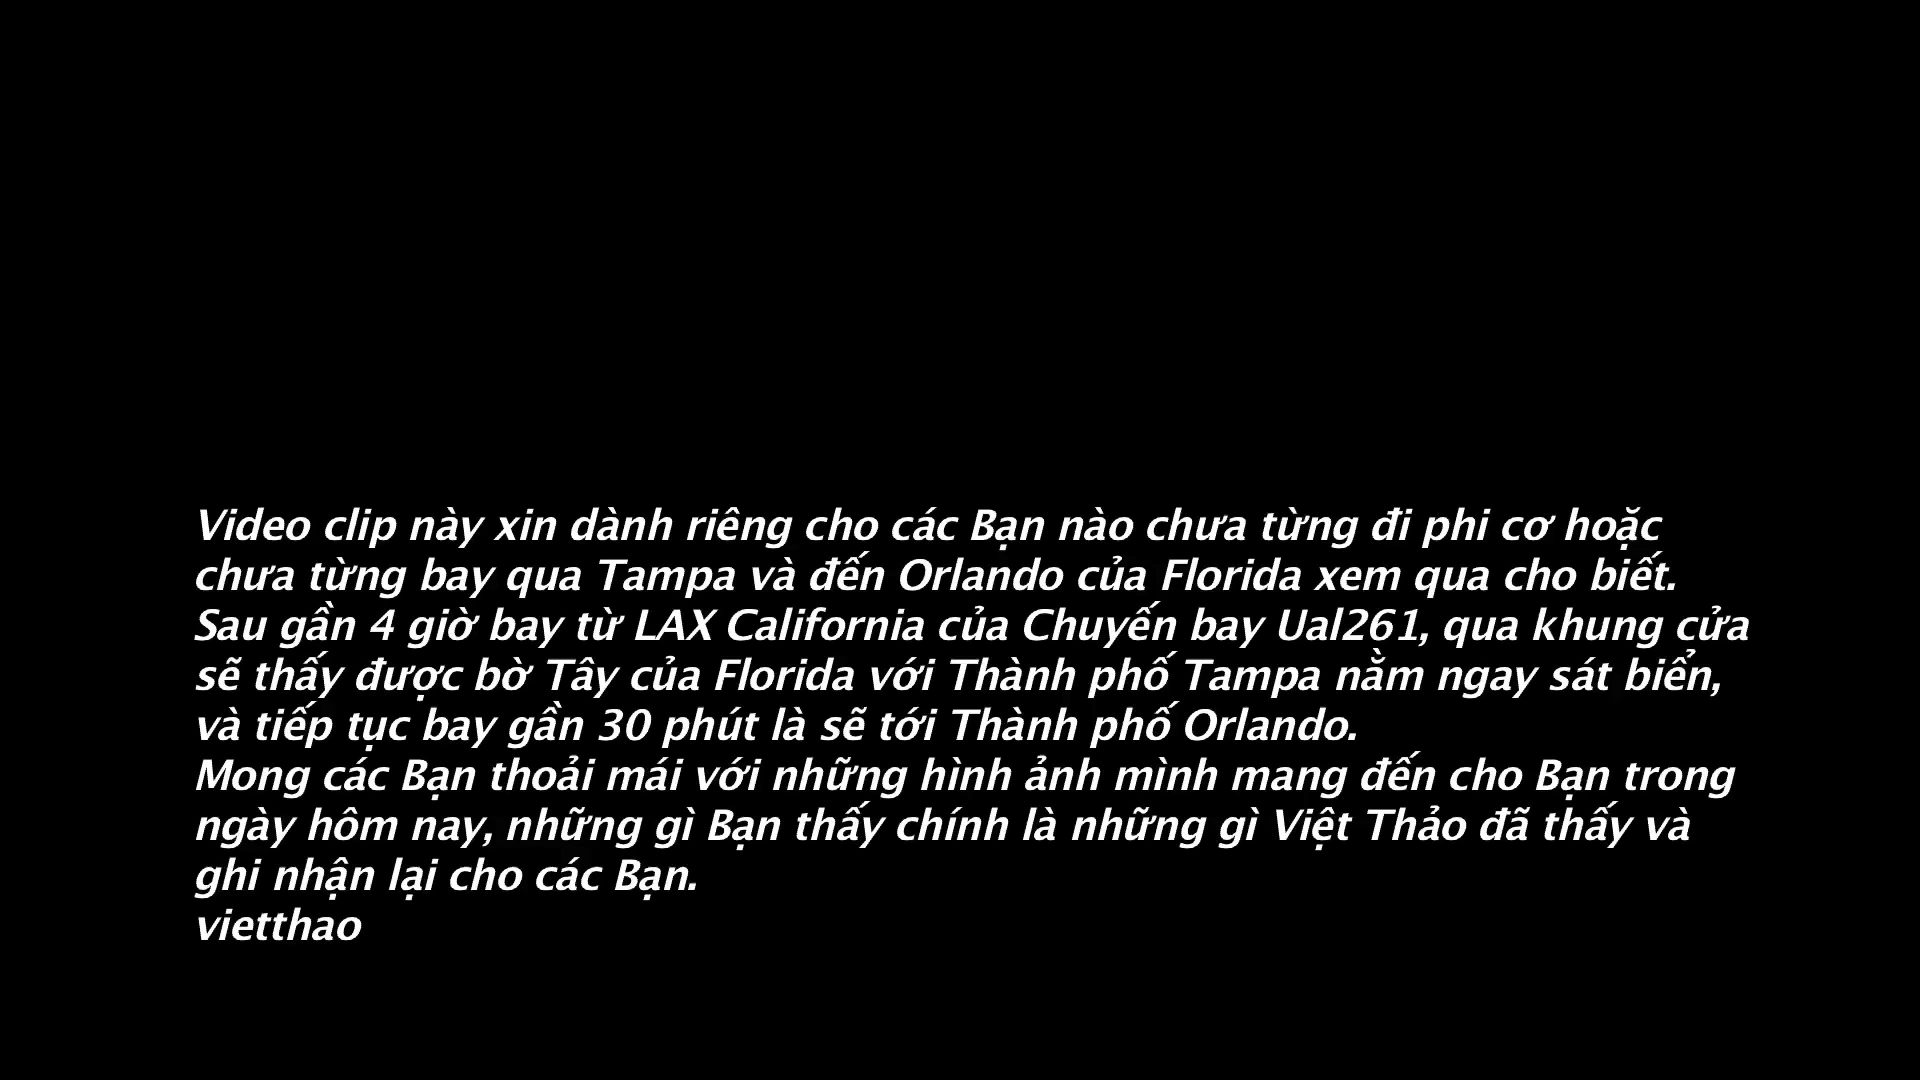 Video clip này xin dành riêng cho các Bạn nào chưa từng đi phi cơ hoặc
chưa từng bay qua Tampa và đến Orlando của Florida xem qua cho biết.
Sau gần 4 giờ bay từ LAX California của Chuyến bay Ual261, qua khung cửa
sẽ thấy được bờ Tây của Florida với Thành phố Tampa nằm ngay sát biển,
và tiếp tục bay gần 30 phút là sẽ tới Thành phố Orlando.
Mong các Bạn thoải mái với những hình ảnh mình mang đến cho Bạn trong
ngày hôm nay, những gì Bạn thấy chính là những gì Việt Thảo đã thấy và
ghi nhận lại cho các Bạn.
vietthao